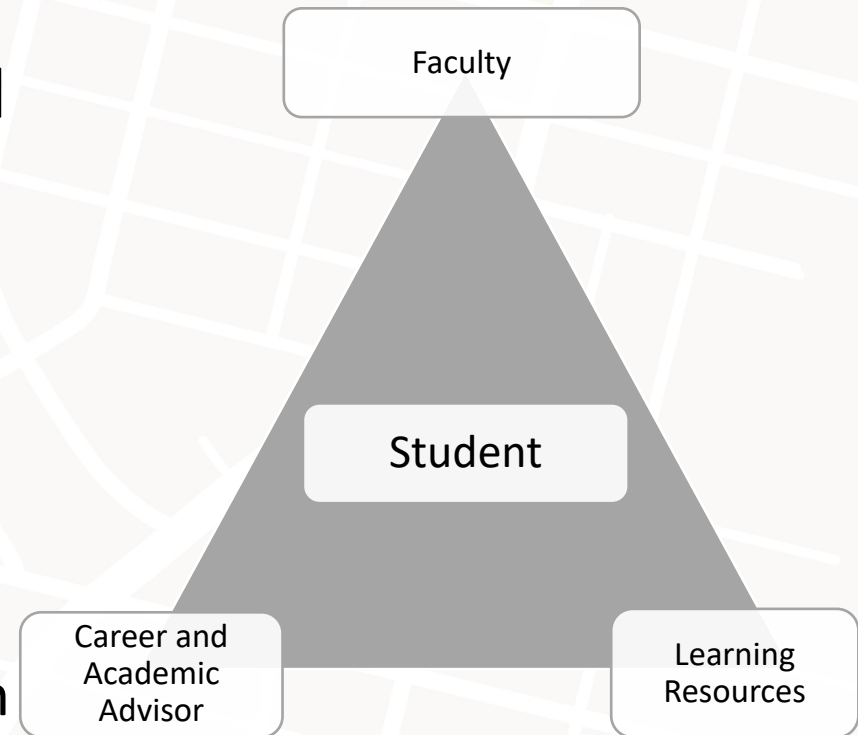 Faculty
Student
Career and
Academic
Advisor
Learning
Resources